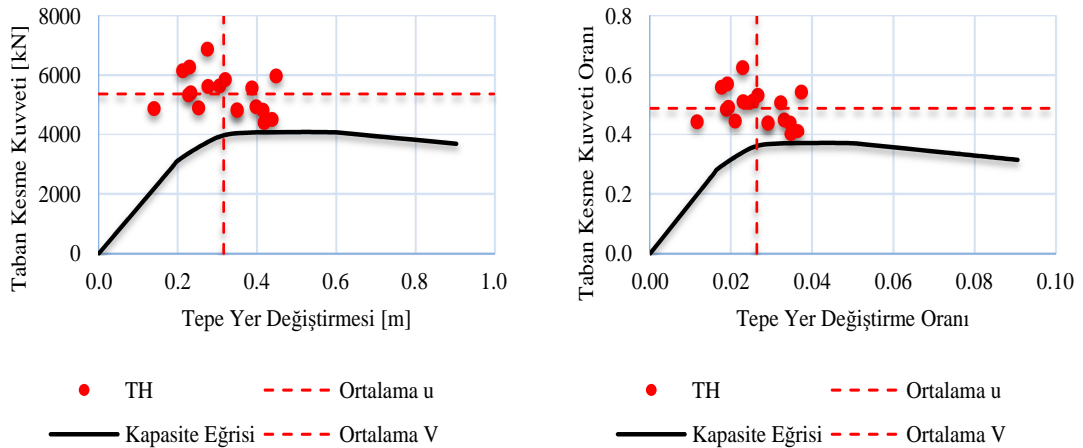 Taban Kesme Kuvveti [kN]
8000
6000
4000
2000
0
0.0 0.2 0.4 0.6 0.8 1.0
Tepe Yer Değiştirmesi [m]
TH
Ortalama u
Kapasite Eğrisi
Ortalama V
Taban Kesme Kuvveti Oranı
0.8
0.6
0.4
0.2
0.0
0.00 0.02 0.04 0.06 0.08 0.10
Tepe Yer Değiştirme Oranı
TH
Ortalama u
Kapasite Eğrisi
Ortalama V